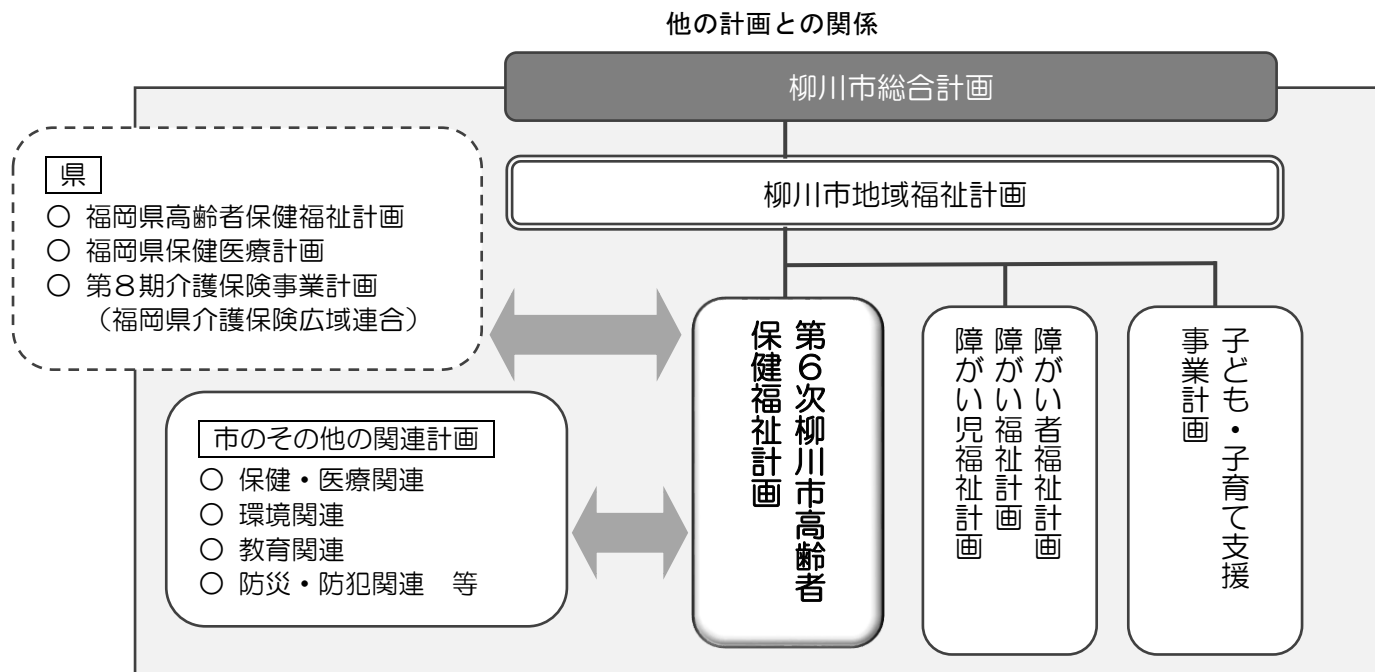 他の計画との関係
柳川市総合計画
柳川市地域福祉計画
県
○ 福岡県高齢者保健福祉計画
○ 福岡県保健医療計画
○ 第8期介護保険事業計画
（福岡県介護保険広域連合）
市のその他の関連計画
○ 保健・医療関連
○ 環境関連
○ 教育関連
○ 防災・防犯関連　等
第6次柳川市高齢者
保健福祉計画
障がい者福祉計画
障がい福祉計画
障がい児福祉計画
子ども・子育て支援
事業計画